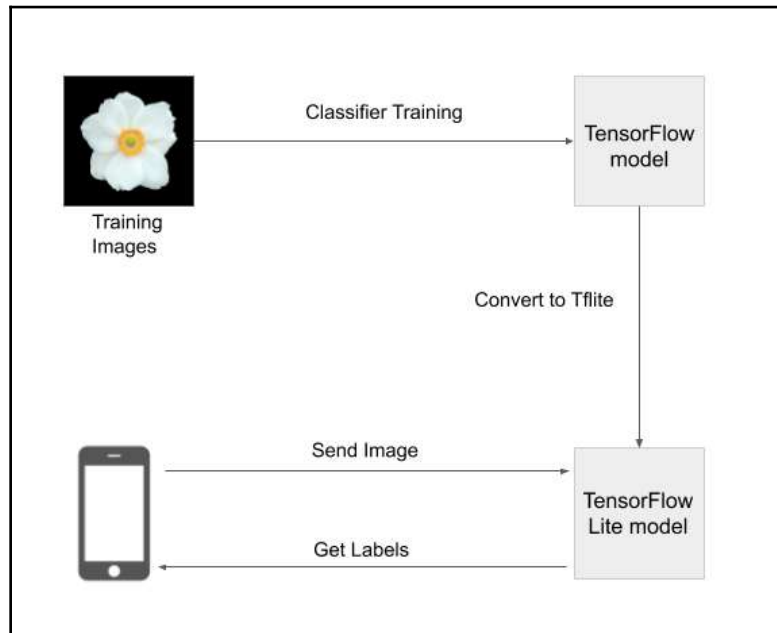 Classifier Training
TensorFlow
model
Training
Images
Convert to Tflite
Send Image
TensorFlow
Lite model
Get Labels